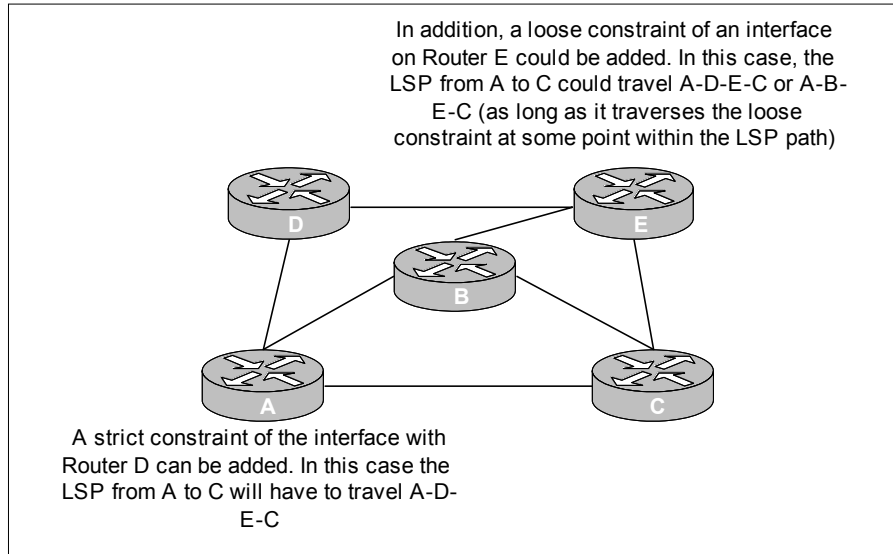 In addition, a loose constraint of an interface
on Router E could be added. In this case, the
LSP from A to C could travel A-D-E-C or A-B-
E-C (as long as it traverses the loose
constraint at some point within the LSP path)
D
E
B
A
C
A strict constraint of the interface with
Router D can be added. In this case the
LSP from A to C will have to travel A-D-
E-C